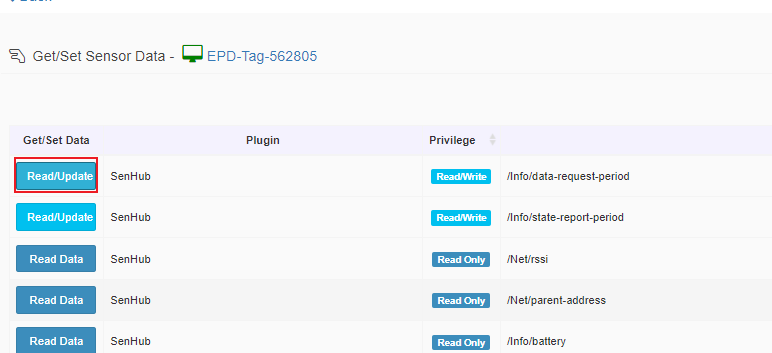 Get/Set Sensor Data - EPD-Tag-562805
Get/Set Data Plugin Privilege
Read/Update SenHub Read/Write /Info/data-request-period
Read/Update SenHub Read/Write /Info/state-report-period
Read Data SenHub Read Only /Net/rssi
Read Data SenHub Read Only /Net/parent-address
Read Data SenHub Read Only /Info/battery